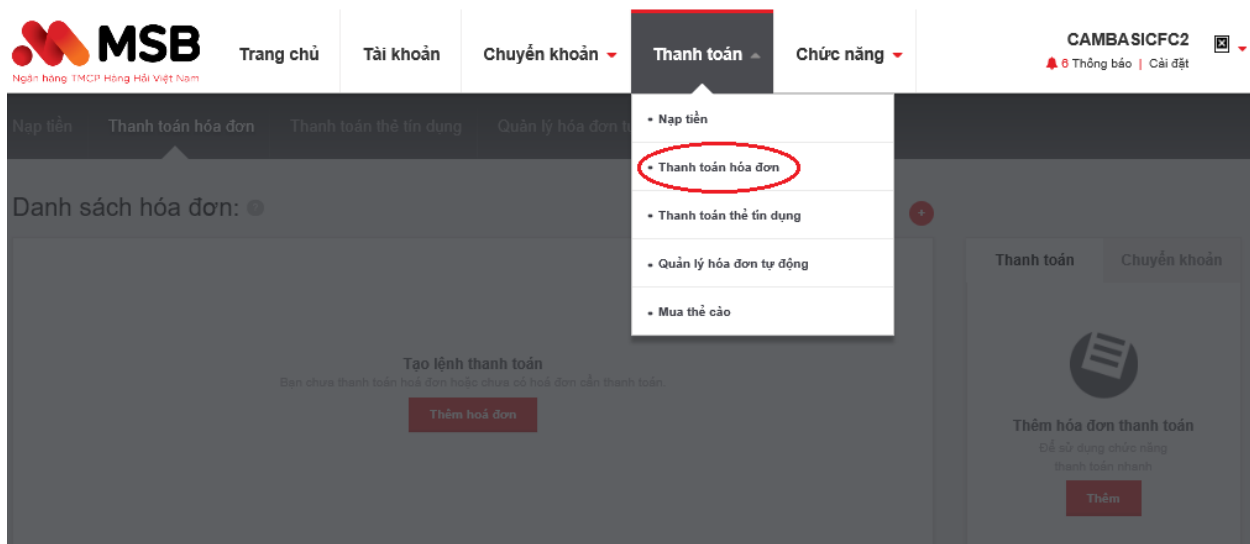 MSB
Ngân hàng TMCP Hàng Hải Việt Nam
Trang chủ
Tài khoản
Chuyển khoản
Thanh toán
Chức năng
CAMBASICFC2
6 Thông báo | Cài đặt
Nạp tiền
Thanh toán hóa đơn
Thanh toán thẻ tín dụng
Quản lý hóa đơn tự
• Nạp tiền
• Thanh toán hóa đơn
• Thanh toán thẻ tín dụng
• Quản lý hóa đơn tự động
• Mua thẻ cào
Danh sách hóa đơn:
Tạo lệnh thanh toán
Bạn chưa thanh toán hoá đơn hoặc chưa có hoá đơn cần thanh toán.
Thêm hoá đơn
Thanh toán
Chuyển khoản
Thêm hóa đơn thanh toán
Để sử dụng chức năng
thanh toán nhanh
Thêm